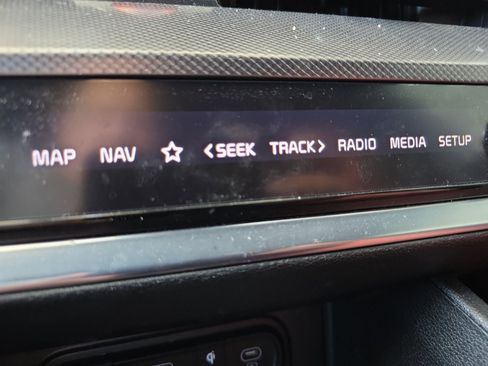 MAP NAV ☆ <SEEK TRACK> RADIO MEDIA SETUP